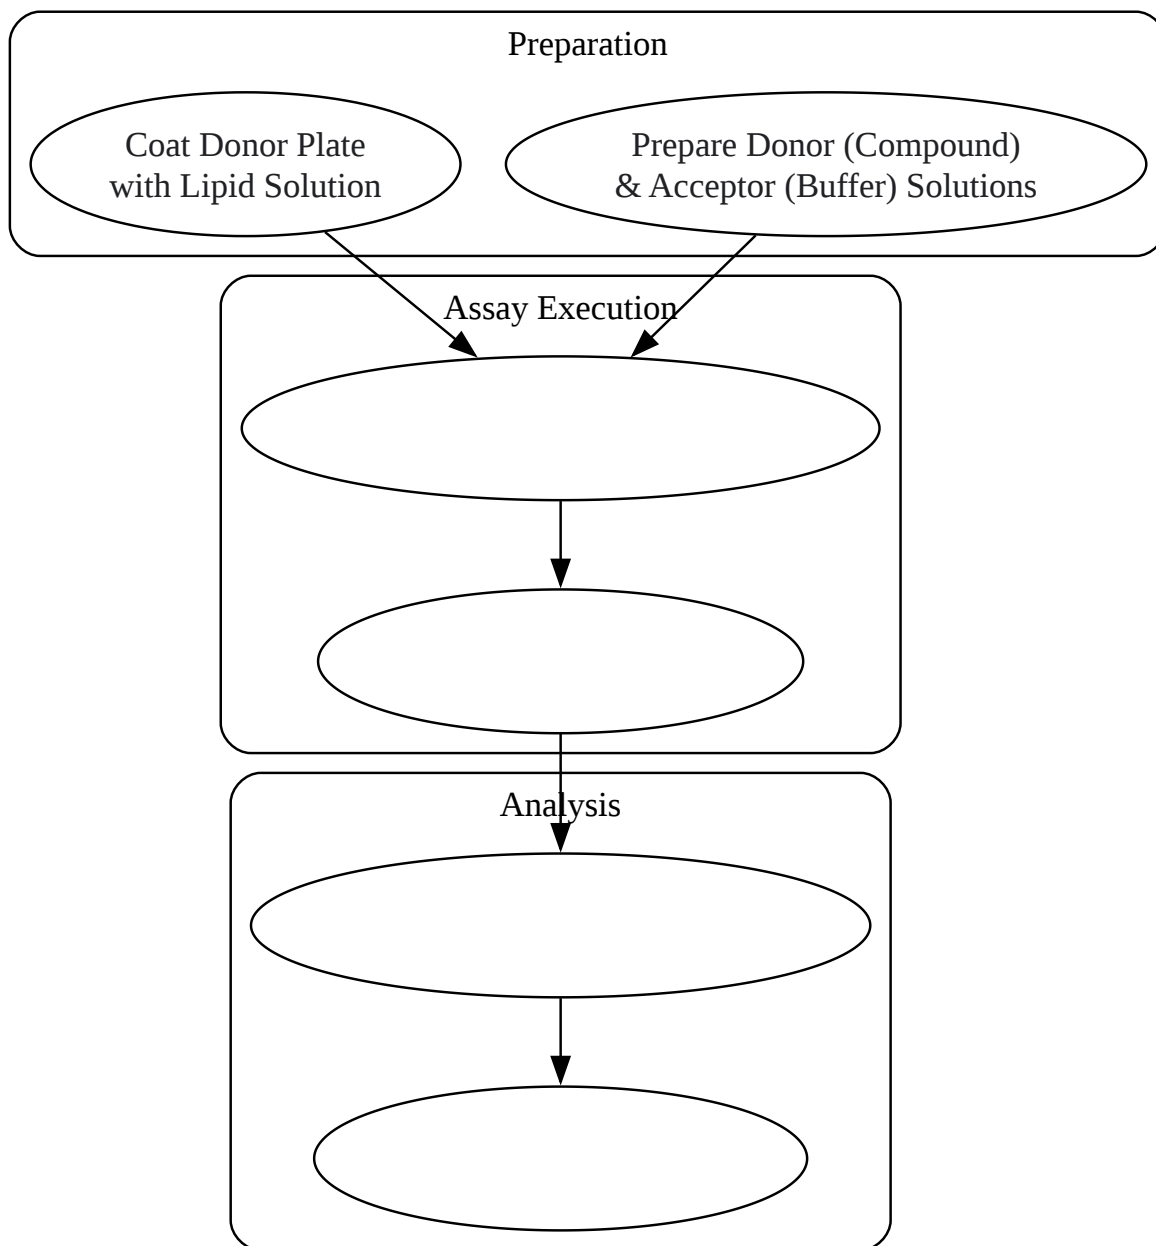 Preparation
Coat Donor Plate
with Lipid Solution
Prepare Donor (Compound)
& Acceptor (Buffer) Solutions
Assay Execution
Analysis